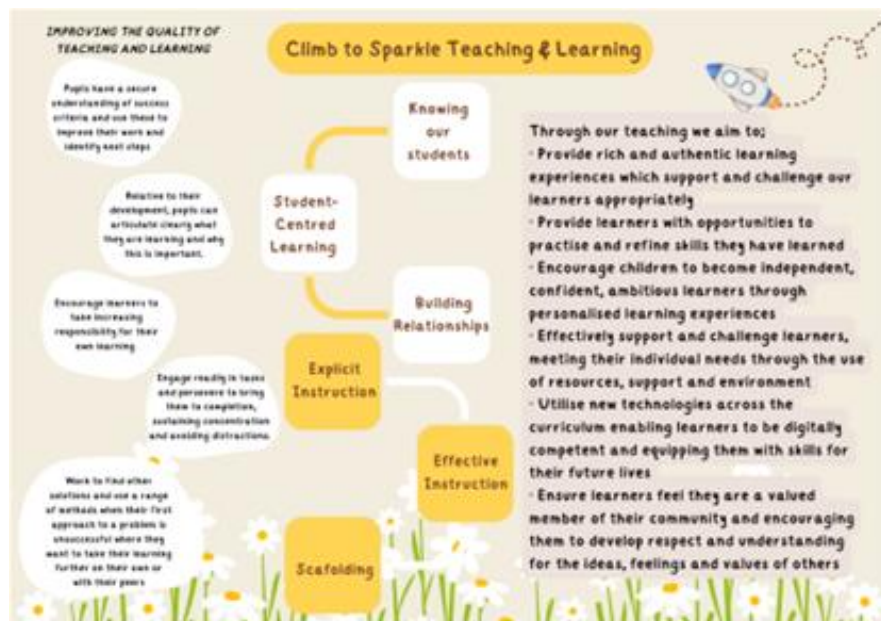 IMPROVING THE QUALITY OF
TEACHING AND LEARNING
Climb to Sparkle Teaching & Learning
Pupils have a secure
understanding of success
criteria and use these to
improve their work and
identify next steps
Relative to their
development, pupils can
articulate clearly what
they are learning and why
this is important.
Encourage learners to
take increasing
responsibility for their
own learning
Engage readily in tasks
and persevere to bring
them to completion,
sustaining concentration
and avoiding distractions
Work to find other
solutions and use a range
of methods when their first
approach to a problem is
unsuccessful where they
want to take their learning
further on their own or
with their peers
Knowing
our
students
Student-
Centred
Learning
Building
Relationships
Explicit
Instruction
Effective
Instruction
Scafolding
Through our teaching we aim to;
· Provide rich and authentic learning
experiences which support and challenge our
learners appropriately
· Provide learners with opportunities to
practise and refine skills they have learned
· Encourage children to become independent,
confident, ambitious learners through
personalised learning experiences
· Effectively support and challenge learners,
meeting their individual needs through the use
of resources, support and environment
· Utilise new technologies across the
curriculum enabling learners to be digitally
competent and equipping them with skills for
their future lives
· Ensure learners feel they are a valued
member of their community and encouraging
them to develop respect and understanding
for the ideas, feelings and values of others